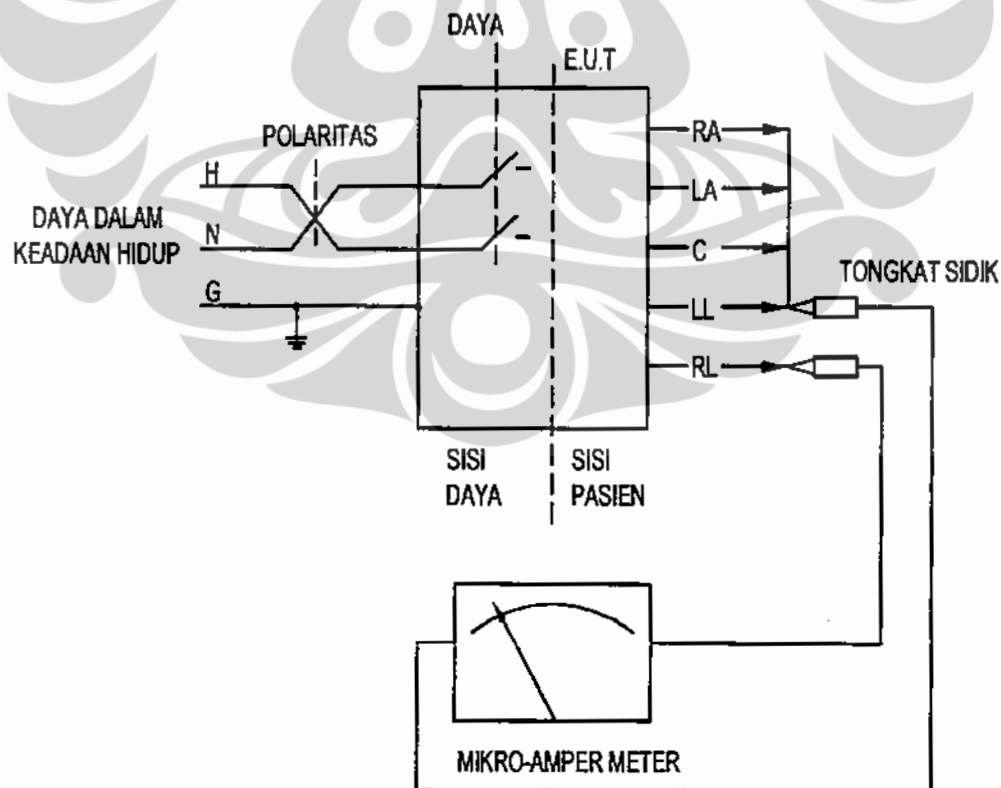 DAYA
E.U.T
POLARITAS
H
N
G
DAYA DALAM
KEADAAN HIDUP
RA
LA
C
LL
RL
TONGKAT SIDIK
SISI
DAYA
SISI
PASIEN
MIKRO-AMPER METER